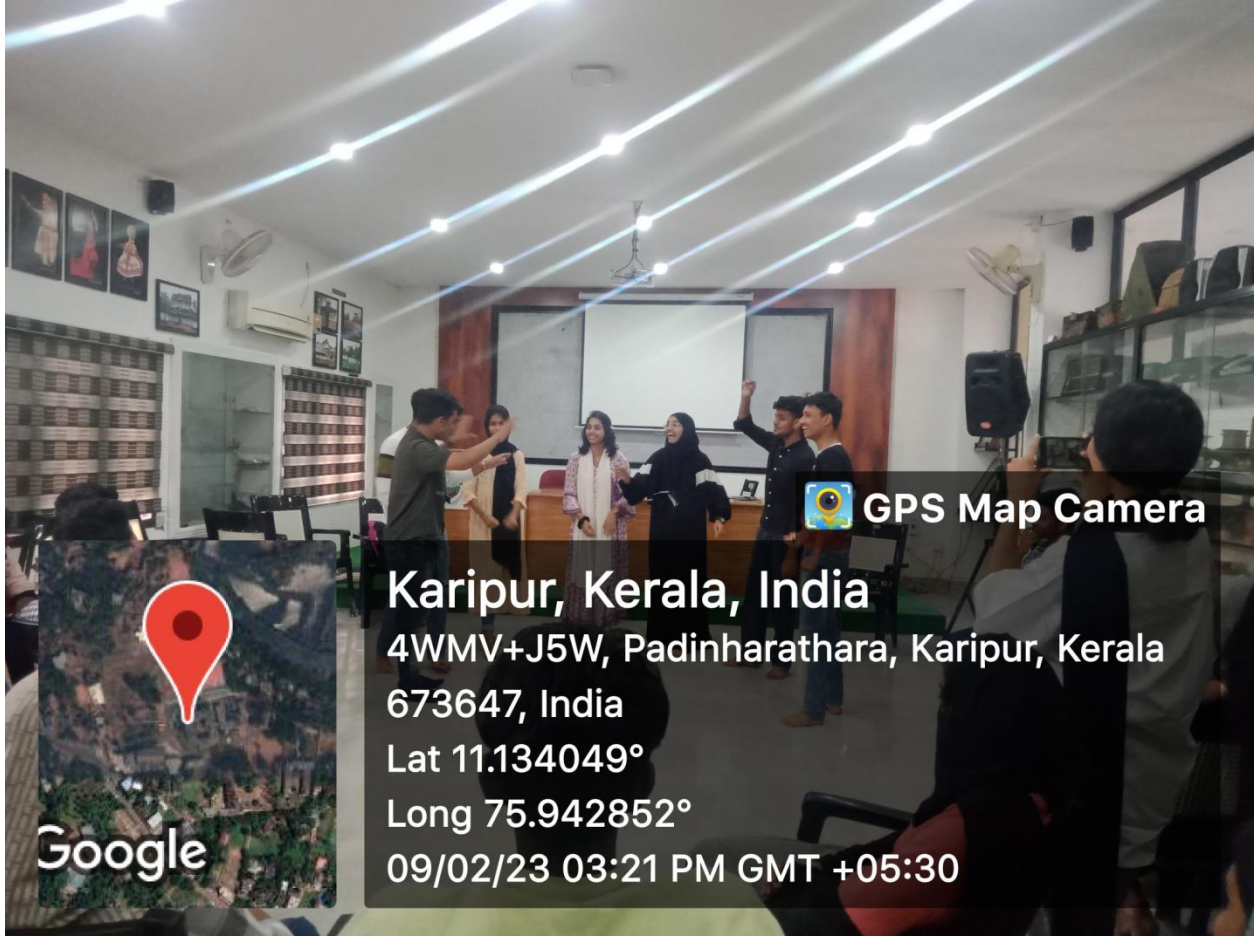 GPS Map Camera
Karipur, Kerala, India
4WMV+J5W, Padinharathara, Karipur, Kerala
673647, India
Lat 11.134049°
Long 75.942852°
09/02/23 03:21 PM GMT +05:30
Google